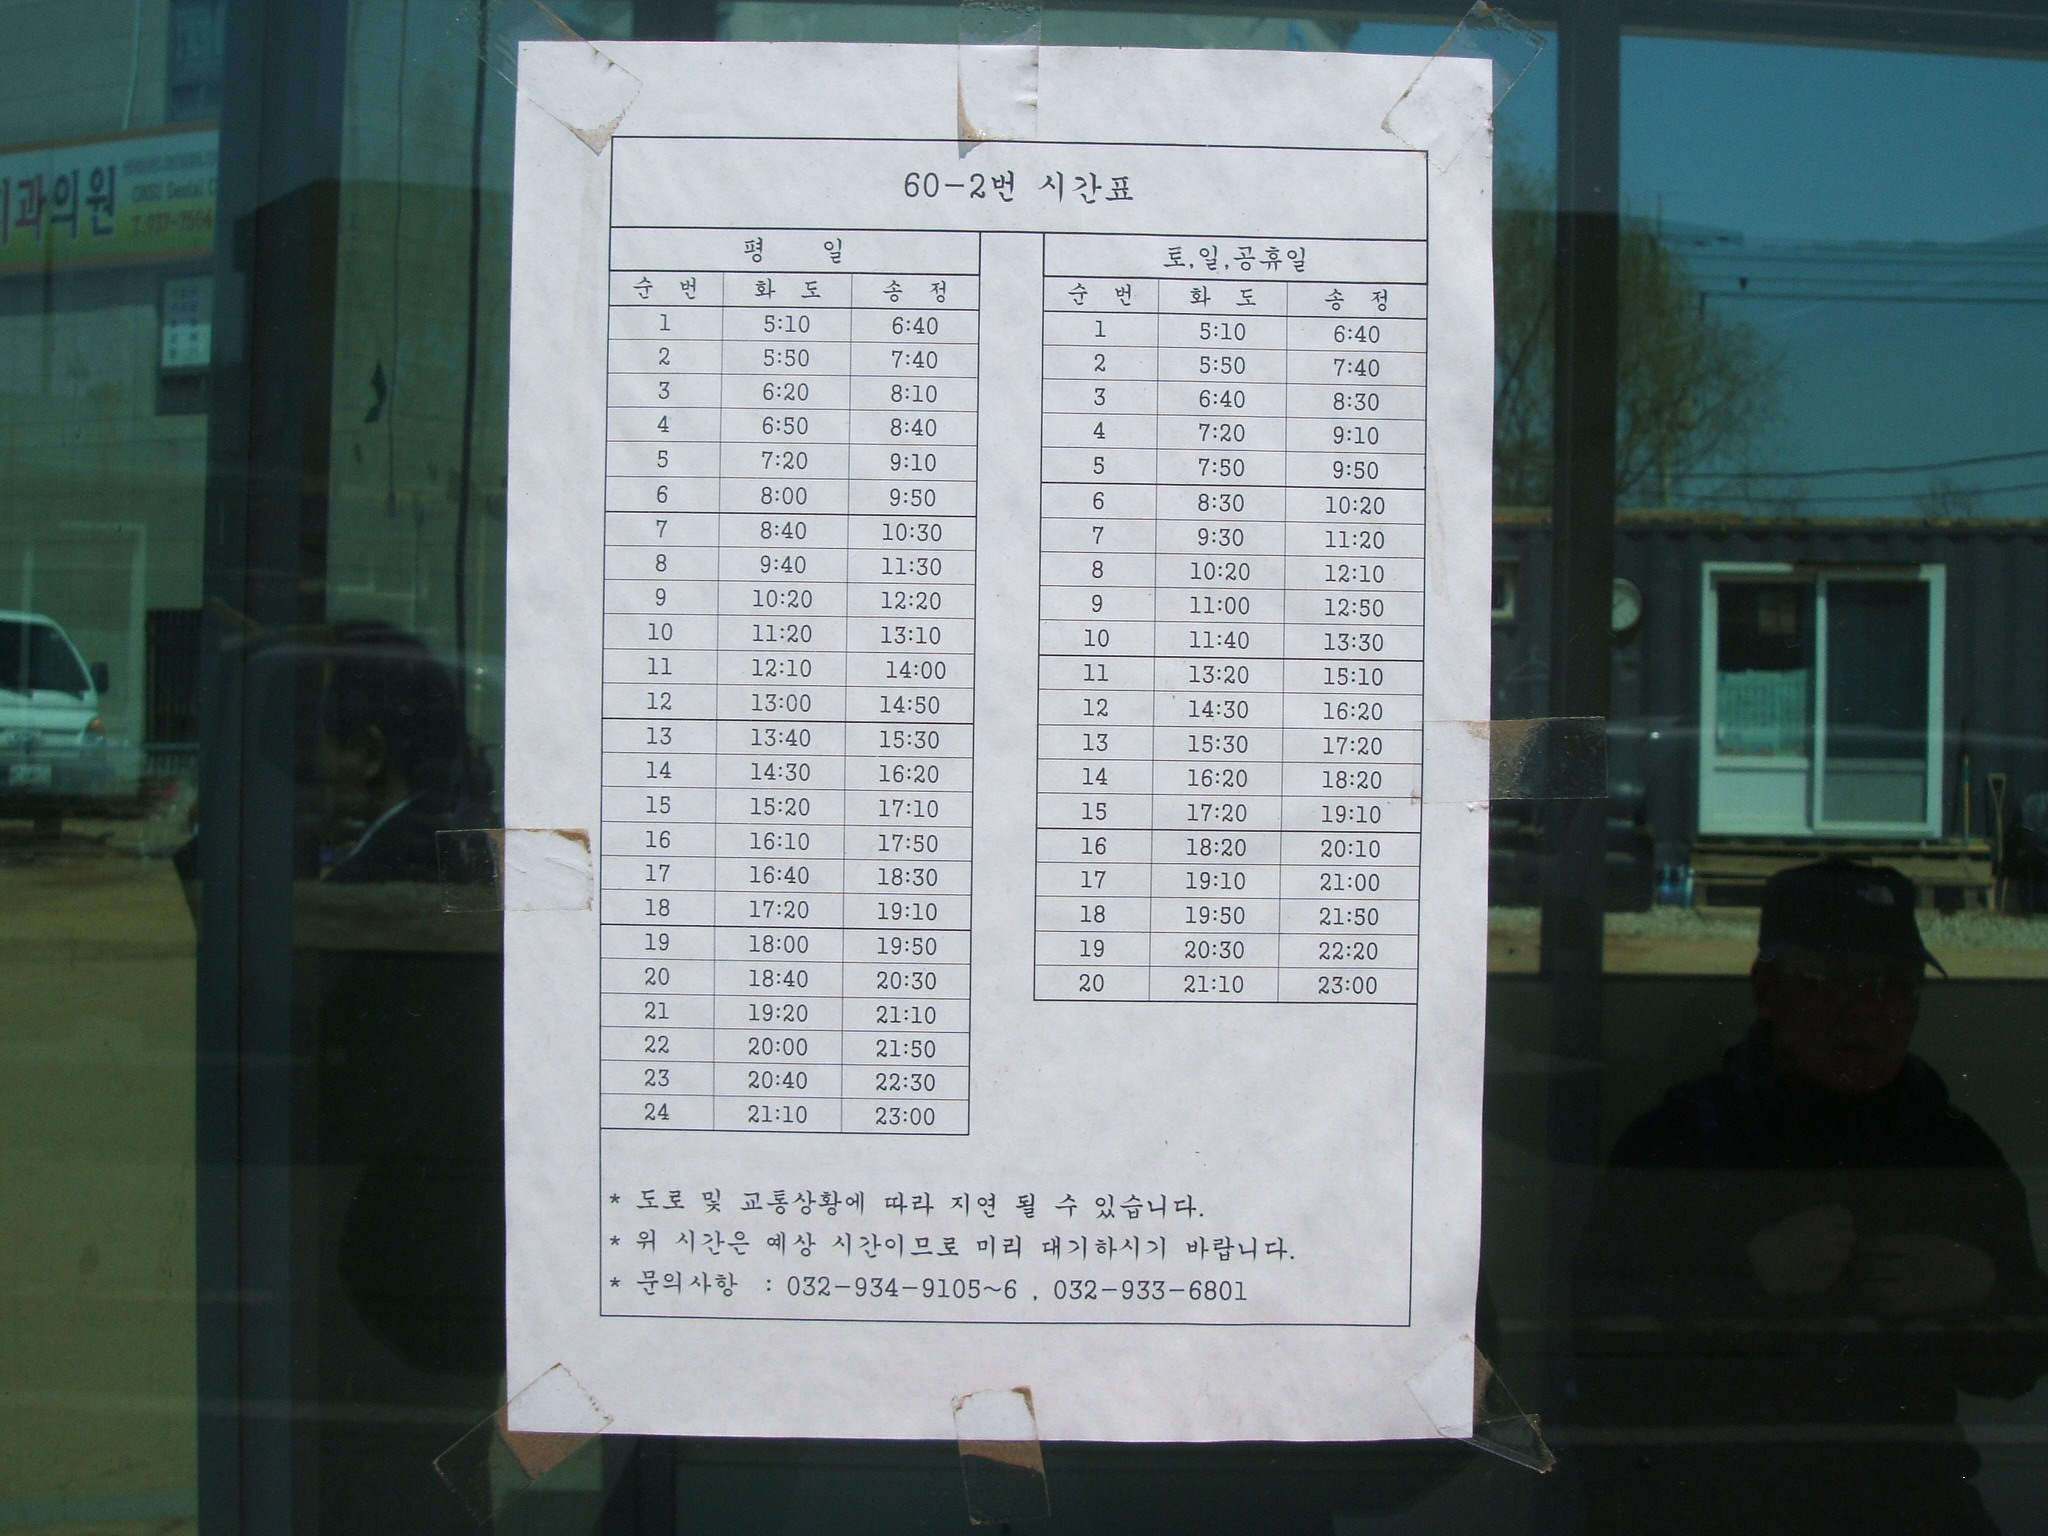 60-2번 시간표
평 일
순 번 화 도 송 정
1 5:10 6:40
2 5:50 7:40
3 6:20 8:10
4 6:50 8:40
5 7:20 9:10
6 8:00 9:50
7 8:40 10:30
8 9:40 11:30
9 10:20 12:20
10 11:20 13:10
11 12:10 14:00
12 13:00 14:50
13 13:40 15:30
14 14:30 16:20
15 15:20 17:10
16 16:10 17:50
17 16:40 18:30
18 17:20 19:10
19 18:00 19:50
20 18:40 20:30
21 19:20 21:10
22 20:00 21:50
23 20:40 22:30
24 21:10 23:00
토,일,공휴일
순 번 화 도 송 정
1 5:10 6:40
2 5:50 7:40
3 6:40 8:30
4 7:20 9:10
5 7:50 9:50
6 8:30 10:20
7 9:30 11:20
8 10:20 12:10
9 11:00 12:50
10 11:40 13:30
11 13:20 15:10
12 14:30 16:20
13 15:30 17:20
14 16:20 18:20
15 17:20 19:10
16 18:20 20:10
17 19:10 21:00
18 19:50 21:50
19 20:30 22:20
20 21:10 23:00
* 도로 및 교통상황에 따라 지연 될 수 있습니다.
* 위 시간은 예상 시간이므로 미리 대기하시기 바랍니다.
* 문의사항 : 032-934-9105~6 , 032-933-6801
과의원
Dental